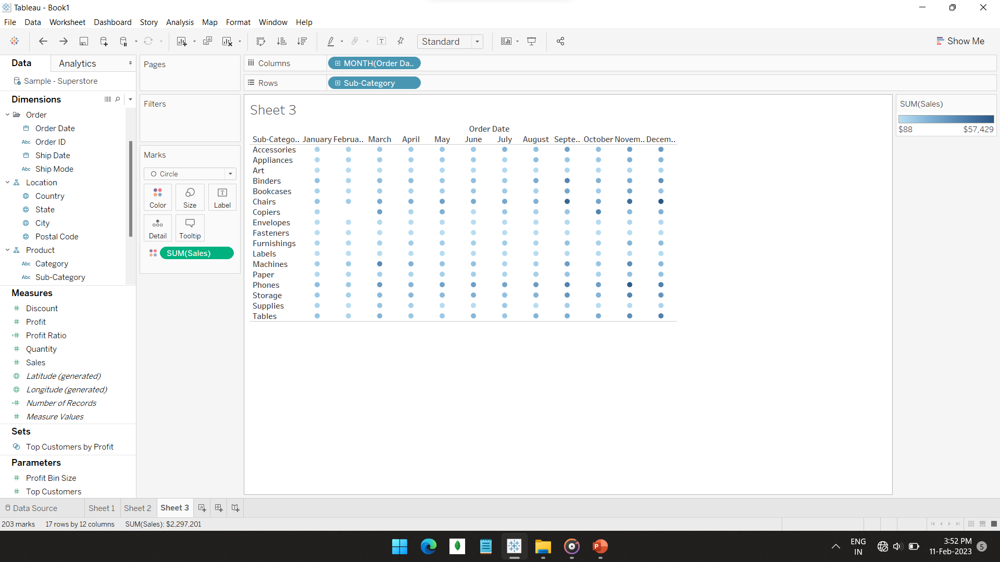 Tableau - Book1
File Data Worksheet Dashboard Story Analysis Map Format Window Help
Standard
Show Me
Data Analytics
Sample - Superstore
Dimensions
Order
Order Date
Abc Order ID
Ship Date
Abc Ship Mode
Location
Country
State
City
Postal Code
Product
Abc Category
Abc Sub-Category
Measures
Discount
Profit
Profit Ratio
Quantity
Sales
Latitude (generated)
Longitude (generated)
Number of Records
Measure Values
Sets
Top Customers by Profit
Parameters
Profit Bin Size
Top Customers
Pages
Filters
Marks
Circle
Color Size Label
Detail Tooltip
SUM(Sales)
Columns MONTH(Order Da..
Rows Sub-Category
Sheet 3
Order Date
Sub-Catego.. January Februa.. March April May June July August Septe.. October Novem.. Decem..
Accessories
Appliances
Art
Binders
Bookcases
Chairs
Copiers
Envelopes
Fasteners
Furnishings
Labels
Machines
Paper
Phones
Storage
Supplies
Tables
SUM(Sales)
$88 $57,429
Data Source Sheet 1 Sheet 2 Sheet 3
203 marks 17 rows by 12 columns SUM(Sales): $2,297,201
ENG
IN
3:52 PM
11-Feb-2023
5